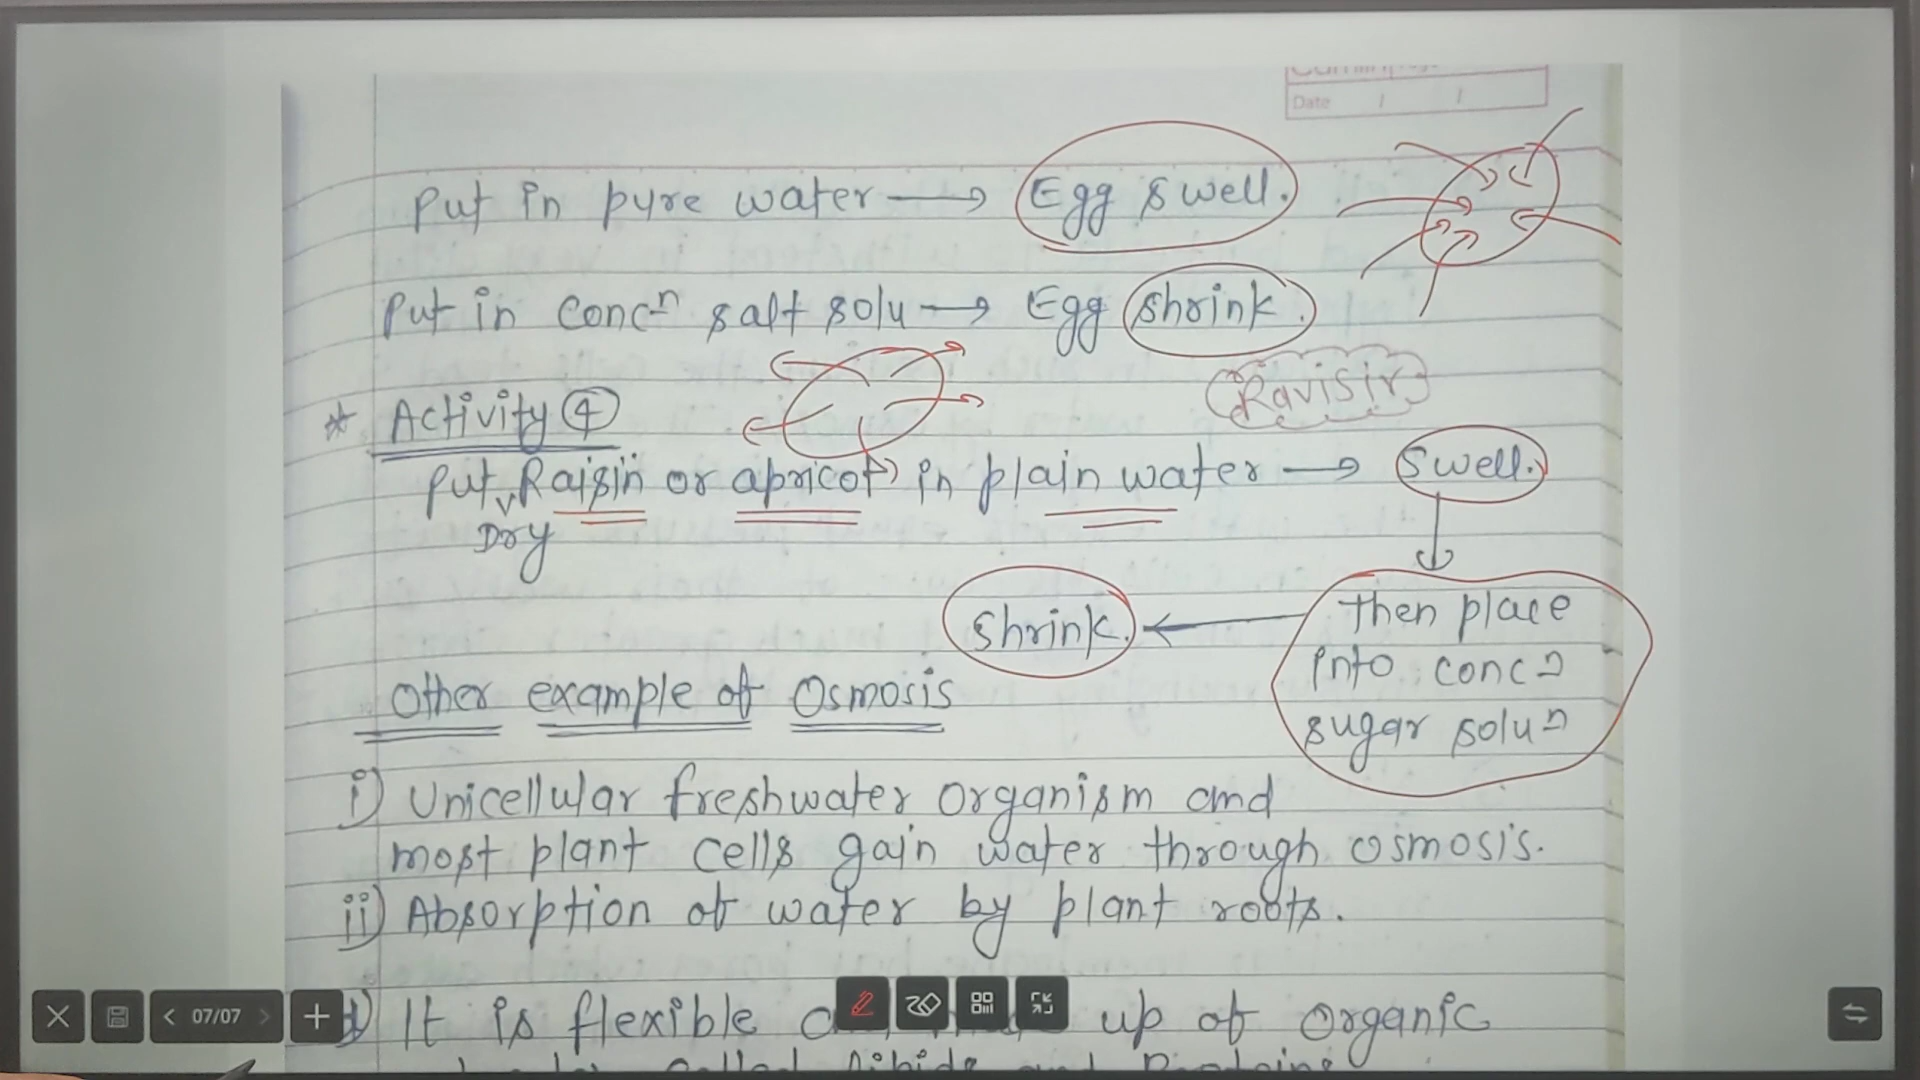 Date / /
Put in pure water → Egg swell.
Put in concn salt solu → Egg shrink.
Ravisir
* Activity 4
Put Raisin or apricot in plain water → Swell.
Dry
then place
into concn
sugar solun
Shrink.
Other example of Osmosis
i) Unicellular freshwater organism and
most plant cells gain water through osmosis.
ii) Absorption of water by plant roots.
It is flexible up of organic
called and
07/07